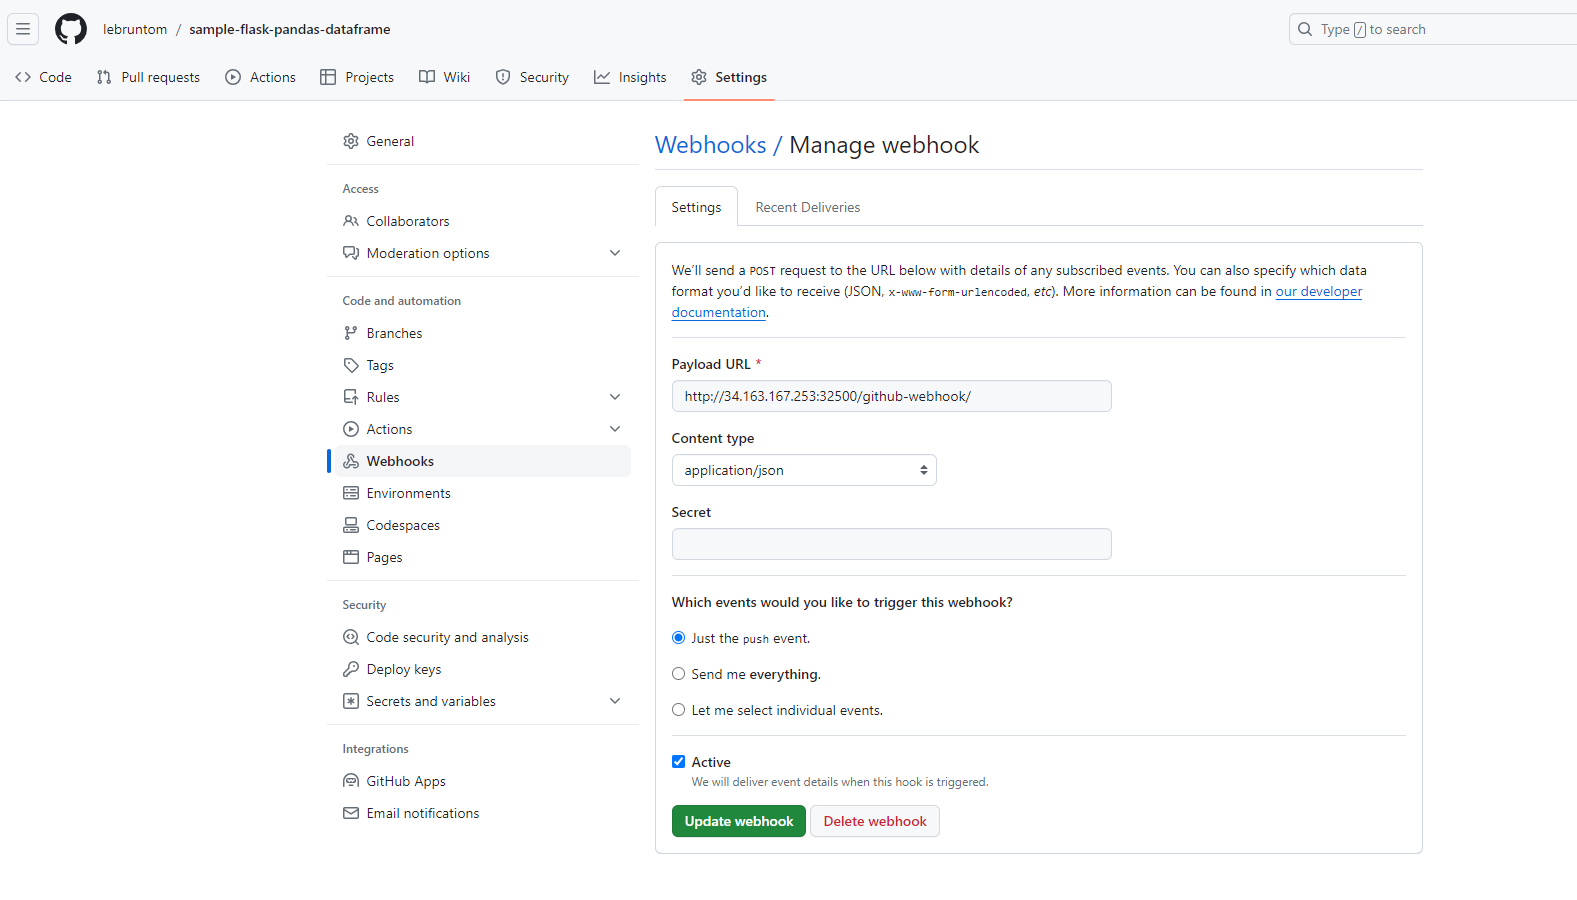 lebruntom / sample-flask-pandas-dataframe
Type / to search
Code Pull requests Actions Projects Wiki Security Insights Settings
General
Access
Collaborators
Moderation options
Code and automation
Branches
Tags
Rules
Actions
Webhooks
Environments
Codespaces
Pages
Security
Code security and analysis
Deploy keys
Secrets and variables
Integrations
GitHub Apps
Email notifications
Webhooks / Manage webhook
Settings Recent Deliveries
We'll send a POST request to the URL below with details of any subscribed events. You can also specify which data
format you'd like to receive (JSON, x-www-form-urlencoded, etc). More information can be found in our developer
documentation.
Payload URL *
http://34.163.167.253:32500/github-webhook/
Content type
application/json
Secret
Which events would you like to trigger this webhook?
Just the push event.
Send me everything.
Let me select individual events.
Active
We will deliver event details when this hook is triggered.
Update webhook Delete webhook